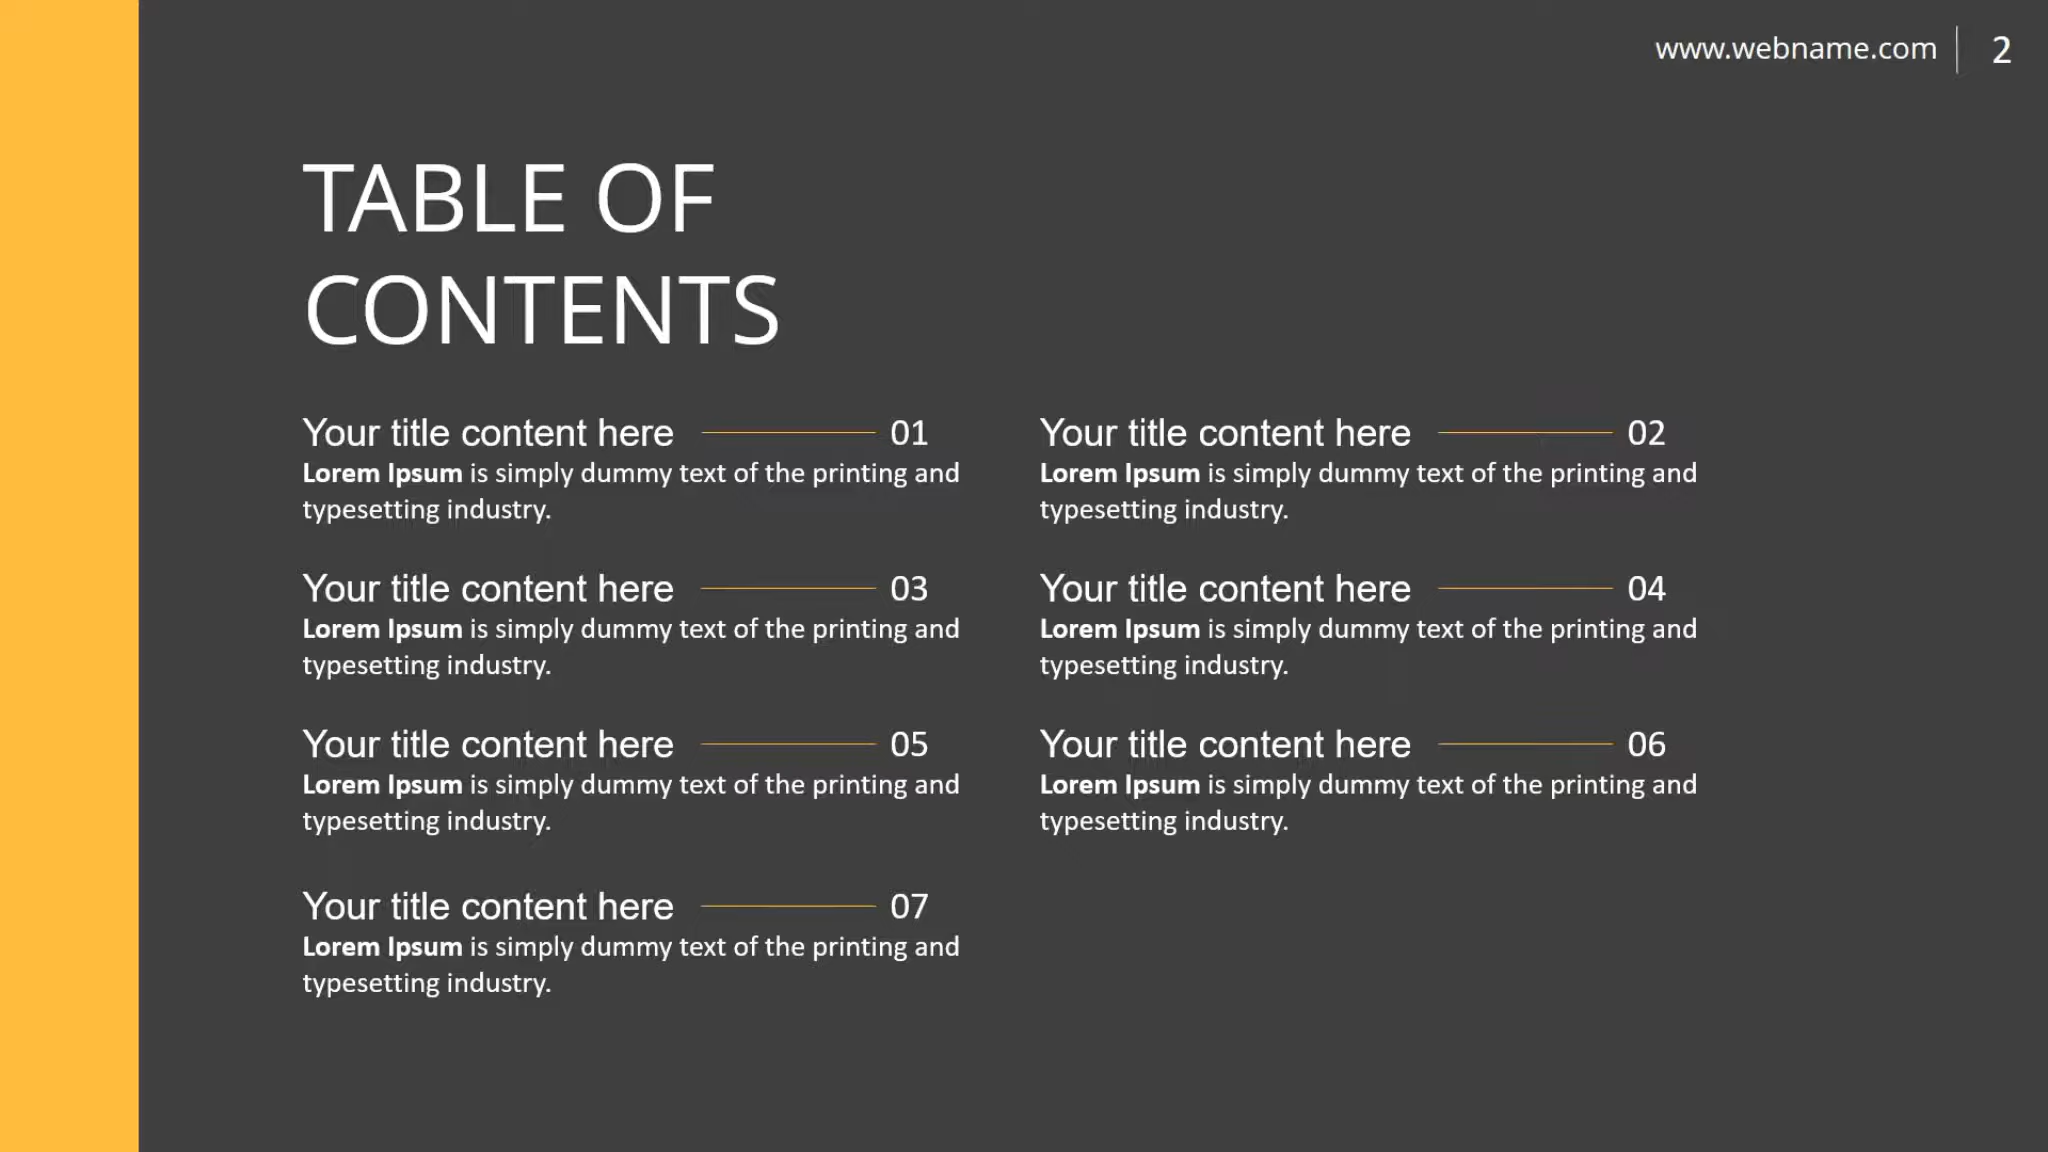 www.webname.com 2
TABLE OF
CONTENTS
Your title content here 01
Lorem Ipsum is simply dummy text of the printing and
typesetting industry.
Your title content here 02
Lorem Ipsum is simply dummy text of the printing and
typesetting industry.
Your title content here 03
Lorem Ipsum is simply dummy text of the printing and
typesetting industry.
Your title content here 04
Lorem Ipsum is simply dummy text of the printing and
typesetting industry.
Your title content here 05
Lorem Ipsum is simply dummy text of the printing and
typesetting industry.
Your title content here 06
Lorem Ipsum is simply dummy text of the printing and
typesetting industry.
Your title content here 07
Lorem Ipsum is simply dummy text of the printing and
typesetting industry.